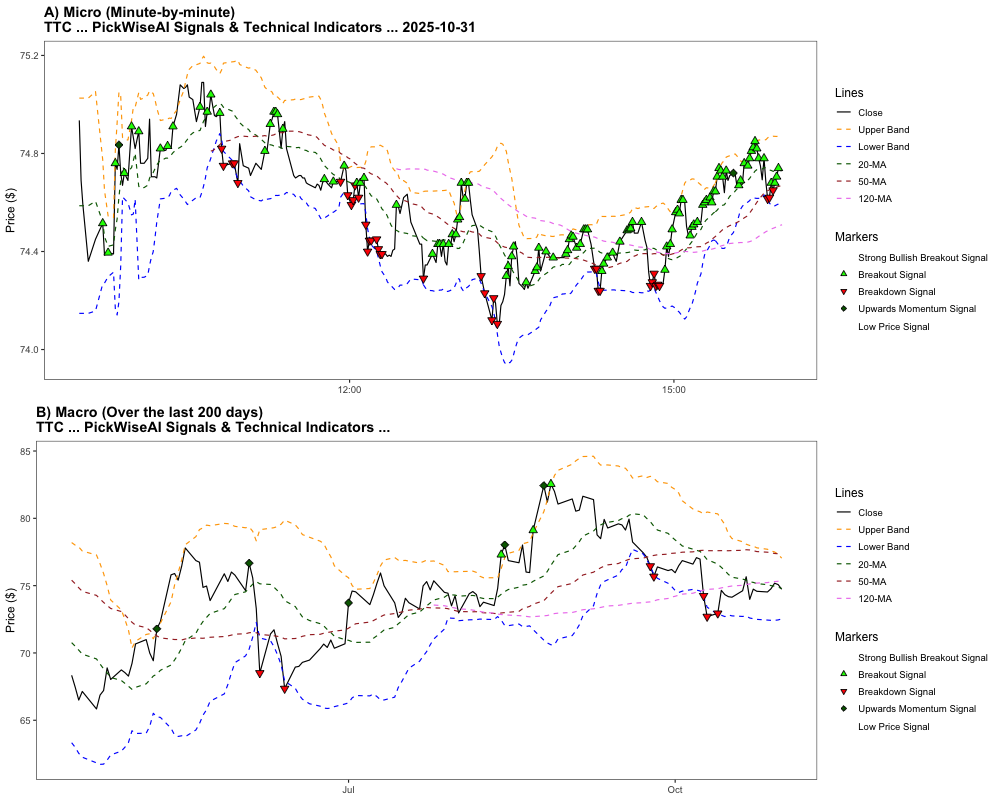 A) Micro (Minute-by-minute)
TTC ... PickWiseAI Signals & Technical Indicators ... 2025-10-31
75.2
74.8
74.4
74.0
Price ($)
12:00
15:00
Lines
Close
Upper Band
Lower Band
20-MA
50-MA
120-MA
Markers
Strong Bullish Breakout Signal
Breakout Signal
Breakdown Signal
Upwards Momentum Signal
Low Price Signal
B) Macro (Over the last 200 days)
TTC ... PickWiseAI Signals & Technical Indicators ...
85
80
75
70
65
Price ($)
Jul
Oct
Lines
Close
Upper Band
Lower Band
20-MA
50-MA
120-MA
Markers
Strong Bullish Breakout Signal
Breakout Signal
Breakdown Signal
Upwards Momentum Signal
Low Price Signal